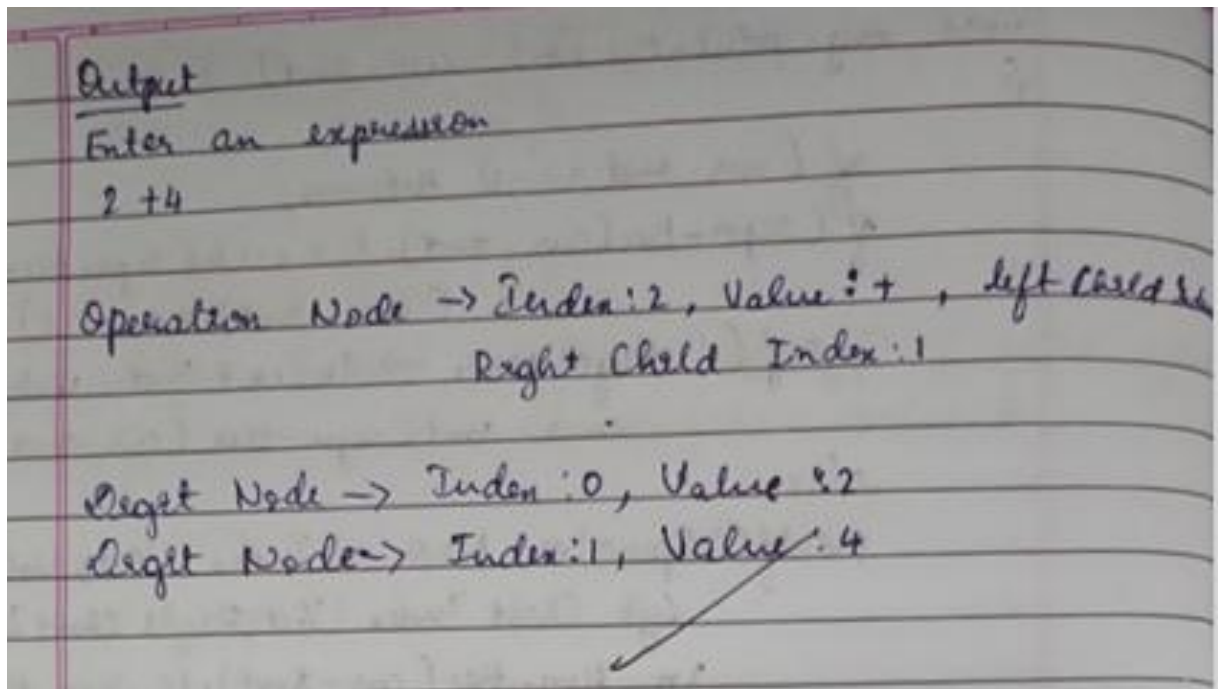 Output
Enter an expression
2 +4
Operation Node -> Index:2, Value:+, left Child
Right Child Index:1
Digit Node -> Index:0, Value:2
Digit Node-> Index:1, Value:4